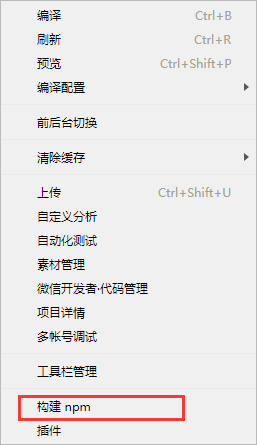 编译 Ctrl+B
刷新 Ctrl+R
预览 Ctrl+Shift+P
编译配置
前后台切换
清除缓存
上传 Ctrl+Shift+U
自定义分析
自动化测试
素材管理
微信开发者·代码管理
项目详情
多帐号调试
工具栏管理
构建 npm
插件